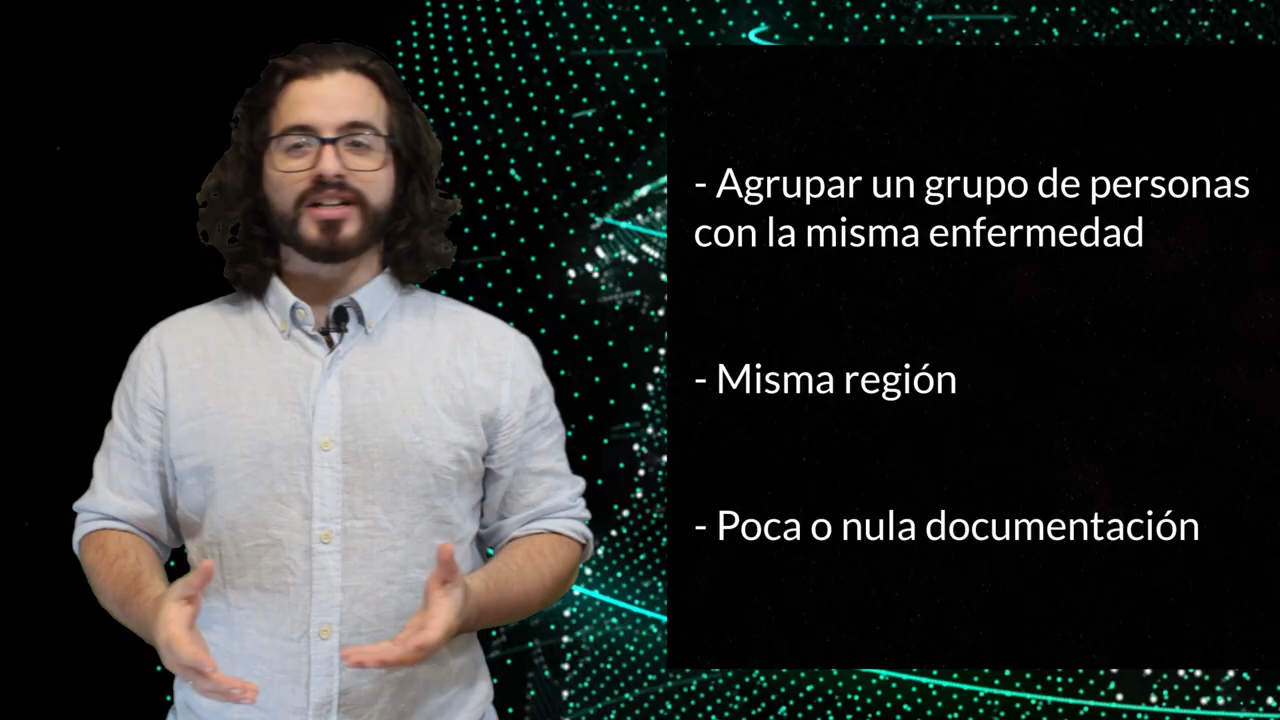 - Agrupar un grupo de personas
con la misma enfermedad
- Misma región
- Poca o nula documentación